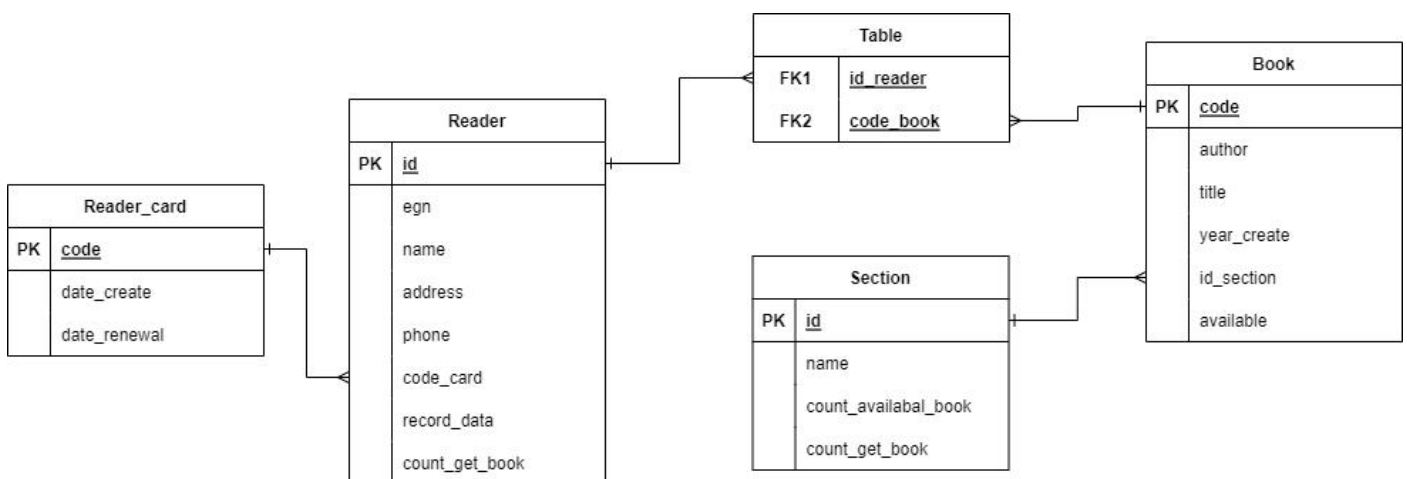 Reader_card
PK code
date_create
date_renewal
Reader
PK id
egn
name
address
phone
code_card
record_data
count_get_book
Table
FK1 id_reader
FK2 code_book
Section
PK id
name
count_availabal_book
count_get_book
Book
PK code
author
title
year_create
id_section
available